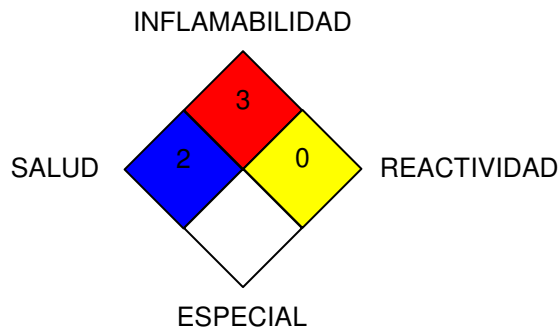 INFLAMABILIDAD
3
SALUD
2
0
REACTIVIDAD
ESPECIAL